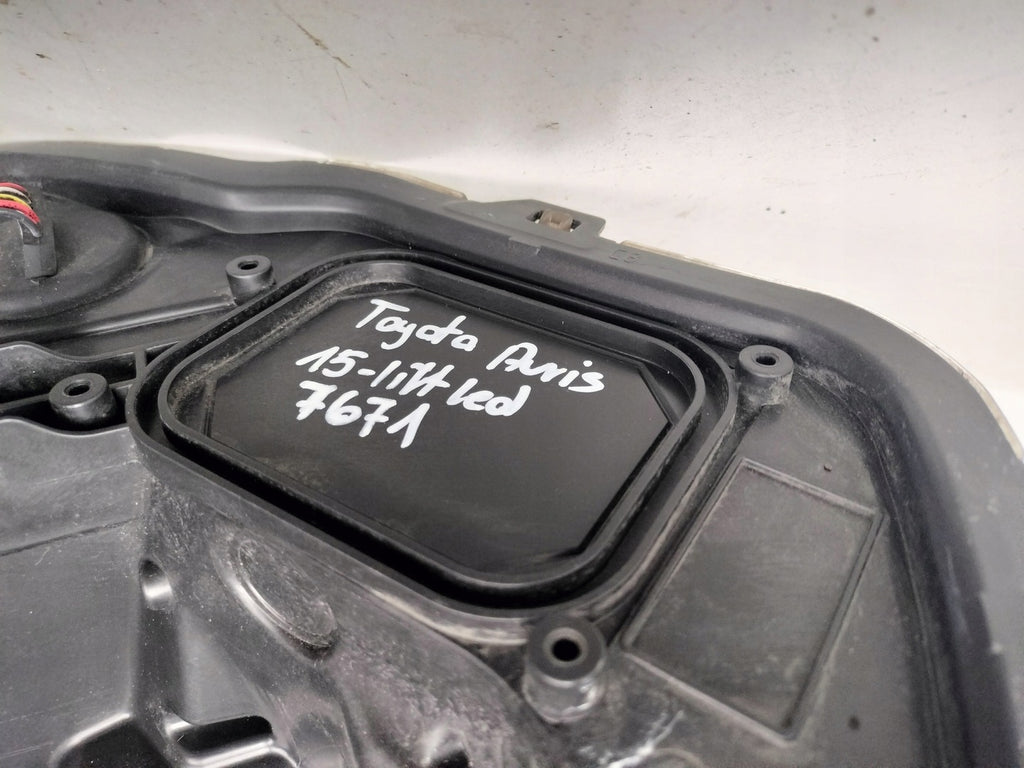 Toyota Auris
15- lift led
7671